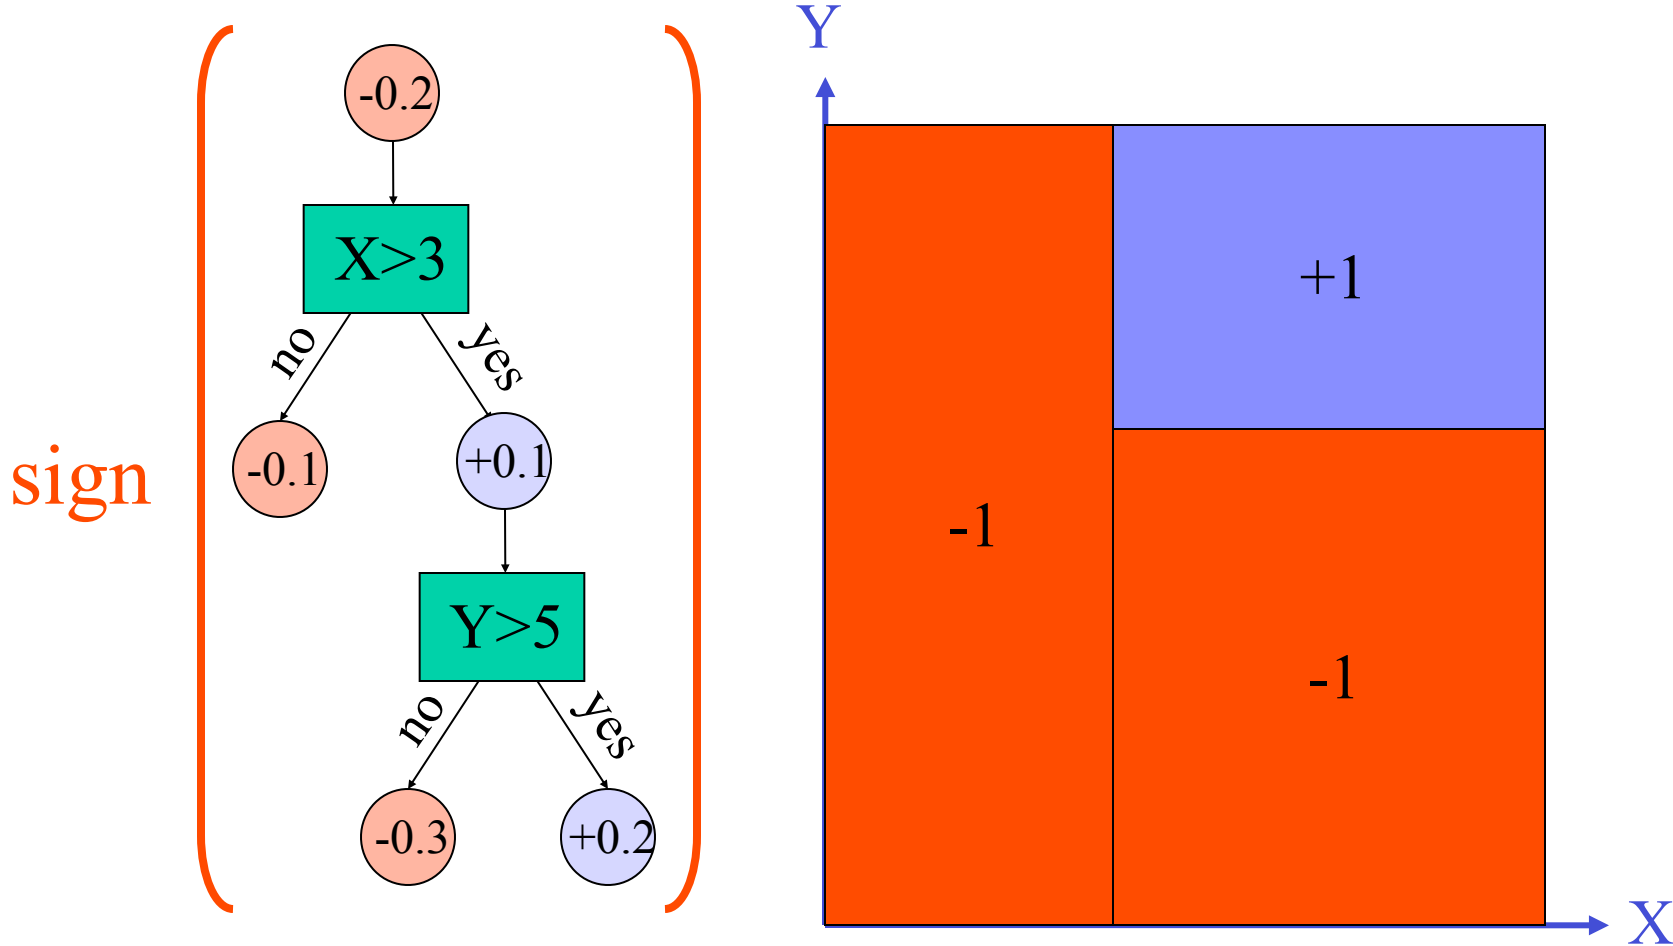 sign
-0.2
X>3
no
yes
-0.1
+0.1
Y>5
no
yes
-0.3
+0.2
Y
+1
-1
-1
X